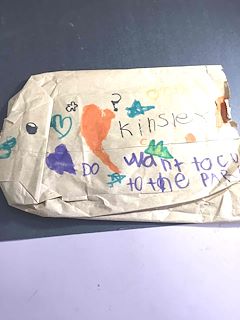 ?
Kinsley
DO want to cu
to the PAR